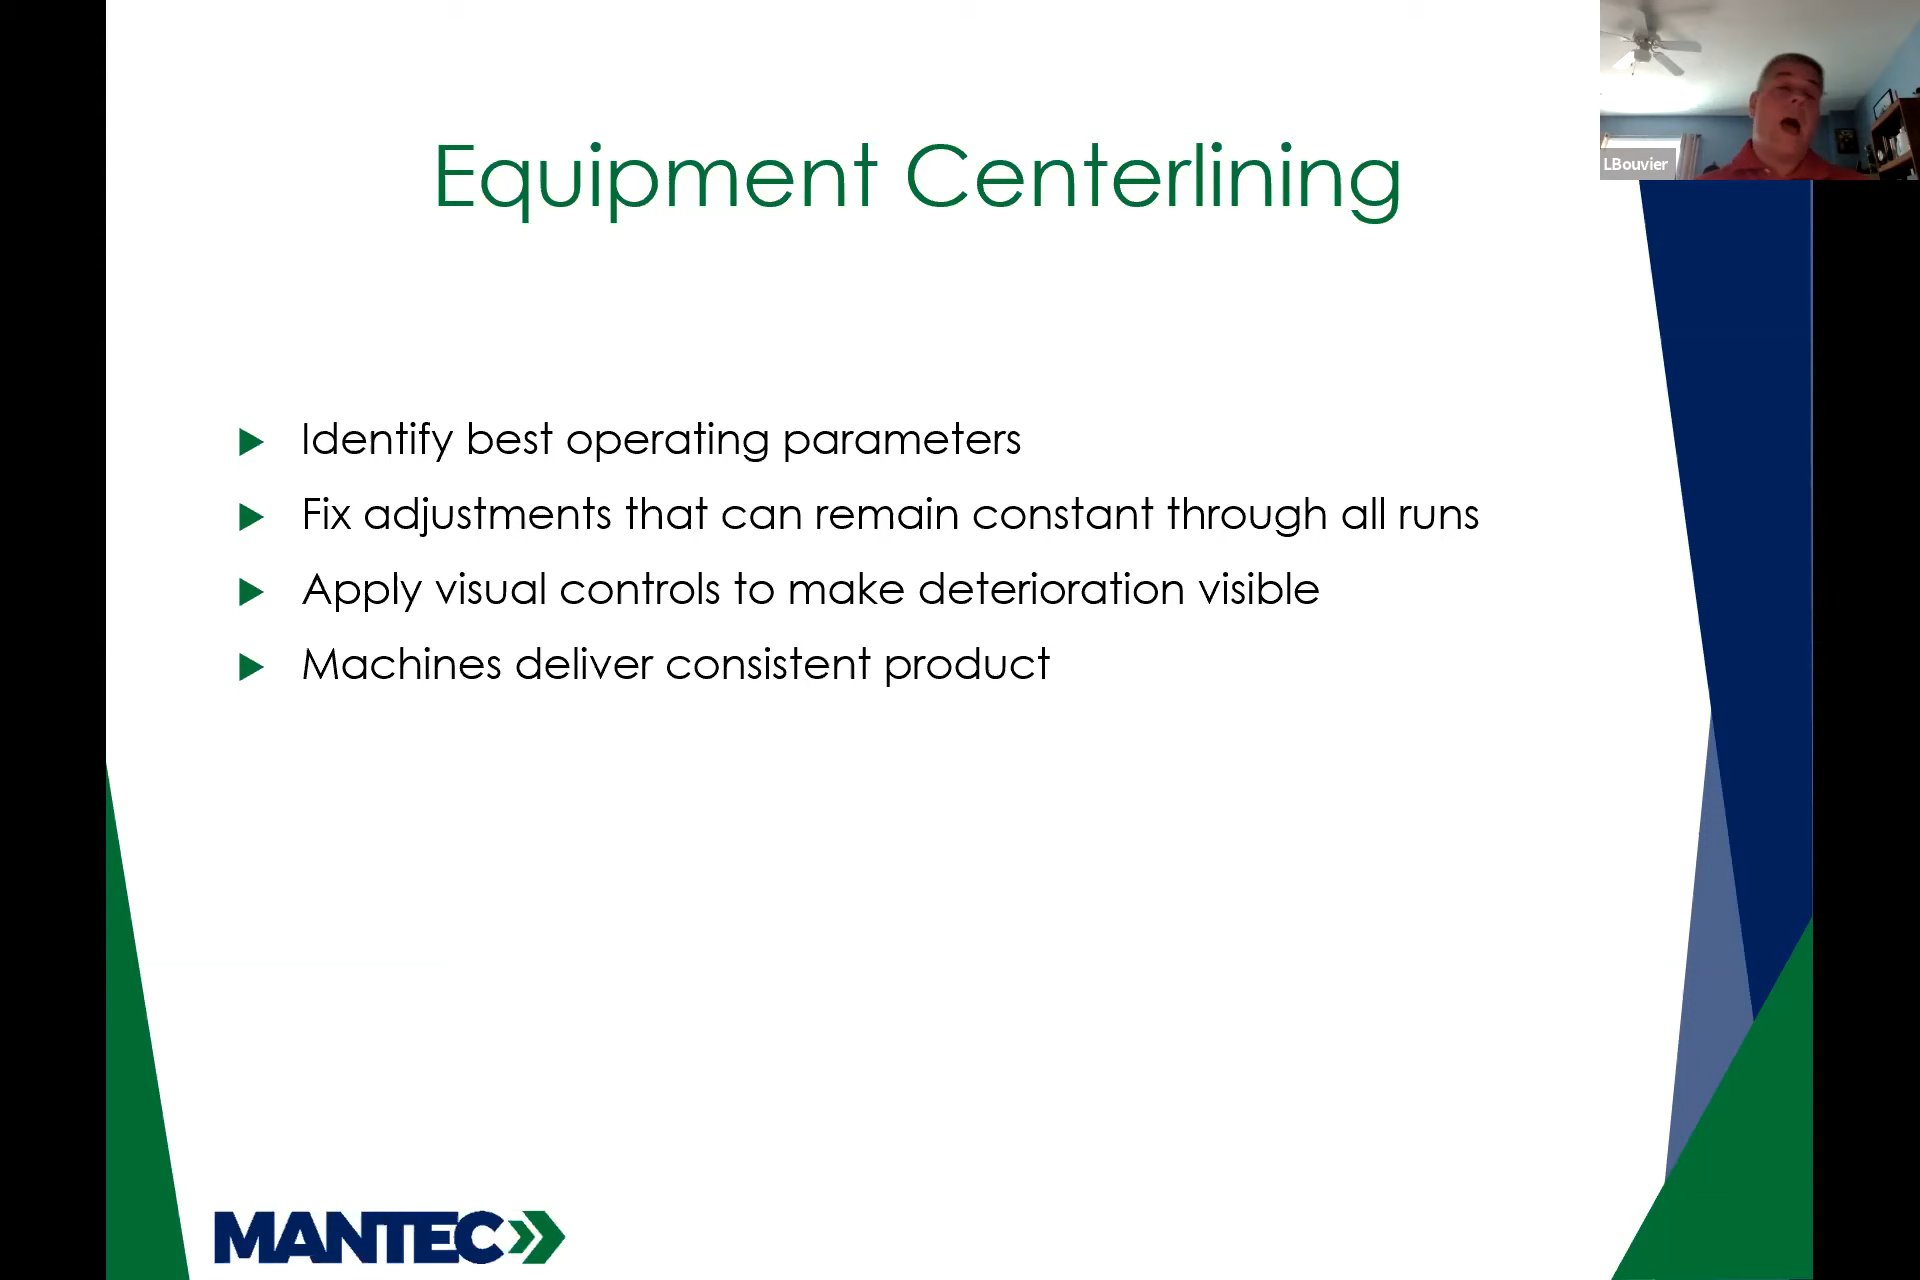 LBouvier
Equipment Centerlining
Identify best operating parameters
Fix adjustments that can remain constant through all runs
Apply visual controls to make deterioration visible
Machines deliver consistent product
MANTEC